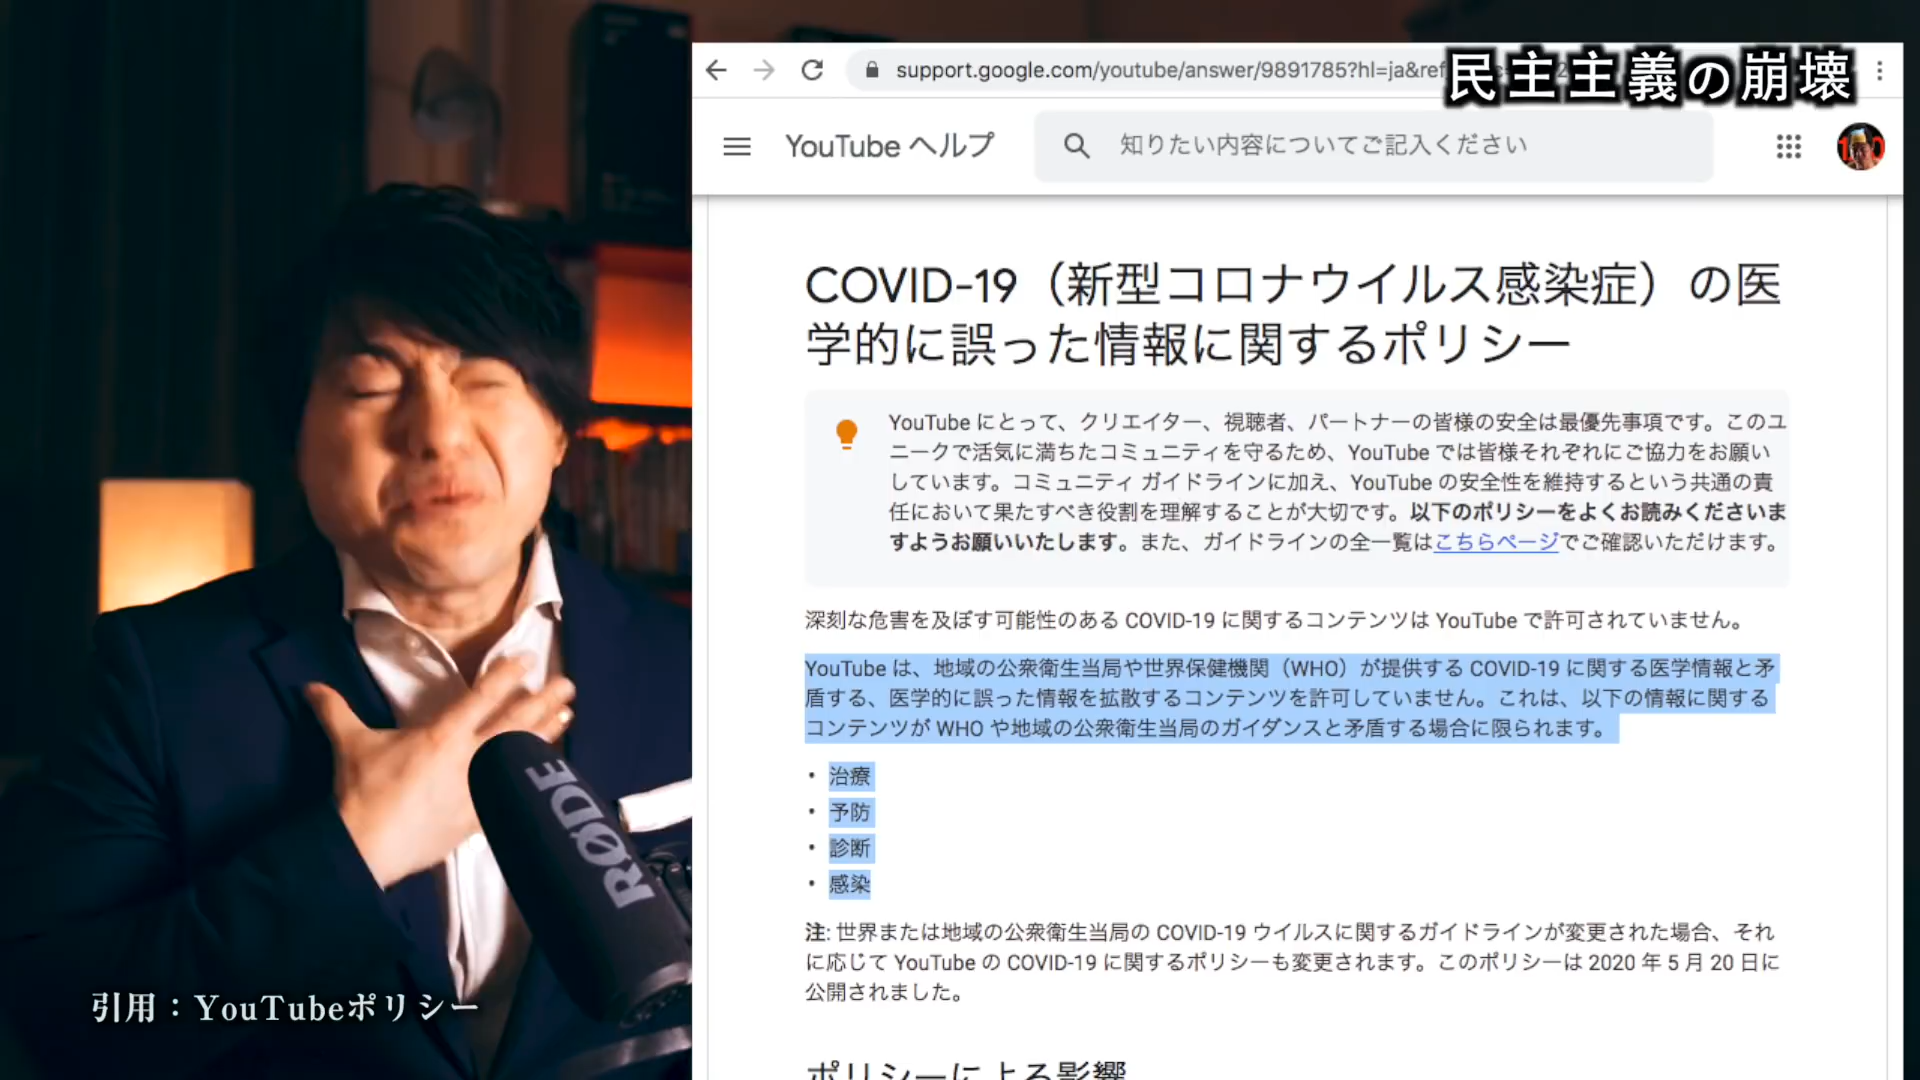 support.google.com/youtube/answer/9891785?hl=ja&ref
民主主義の崩壊
YouTube ヘルプ
知りたい内容についてご記入ください
COVID-19（新型コロナウイルス感染症）の医
学的に誤った情報に関するポリシー
YouTube にとって、クリエイター、視聴者、パートナーの皆様の安全は最優先事項です。このユ
ニークで活気に満ちたコミュニティを守るため、YouTube では皆様それぞれにご協力をお願い
しています。コミュニティ ガイドラインに加え、YouTube の安全性を維持するという共通の責
任において果たすべき役割を理解することが大切です。以下のポリシーをよくお読みくださいま
すようお願いいたします。また、ガイドラインの全一覧はこちらページでご確認いただけます。
深刻な危害を及ぼす可能性のある COVID-19 に関するコンテンツは YouTube で許可されていません。
YouTube は、地域の公衆衛生当局や世界保健機関（WHO）が提供する COVID-19 に関する医学情報と矛
盾する、医学的に誤った情報を拡散するコンテンツを許可していません。これは、以下の情報に関する
コンテンツが WHO や地域の公衆衛生当局のガイダンスと矛盾する場合に限られます。
• 治療
• 予防
• 診断
• 感染
注: 世界または地域の公衆衛生当局の COVID-19 ウイルスに関するガイドラインが変更された場合、それ
に応じて YouTube の COVID-19 に関するポリシーも変更されます。このポリシーは 2020 年 5 月 20 日に
公開されました。
ポリシーによる影響
RØDE
引用：YouTubeポリシー